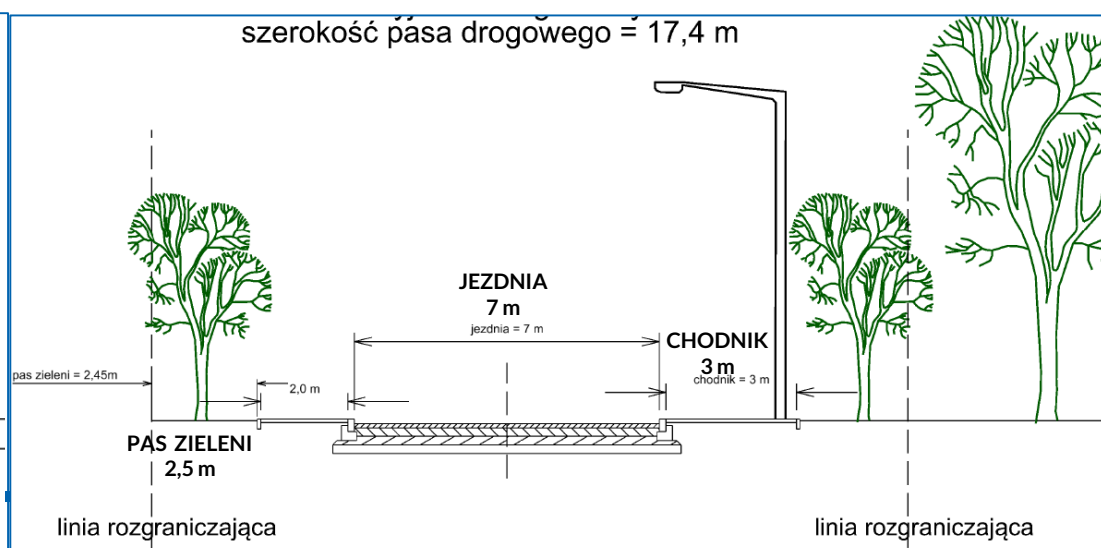 szerokość pasa drogowego = 17,4 m
JEZDNIA
7 m
jezdnia = 7 m
CHODNIK
3 m
chodnik = 3 m
pas zieleni = 2,45m
2,0 m
PAS ZIELENI
2,5 m
linia rozgraniczająca
linia rozgraniczająca